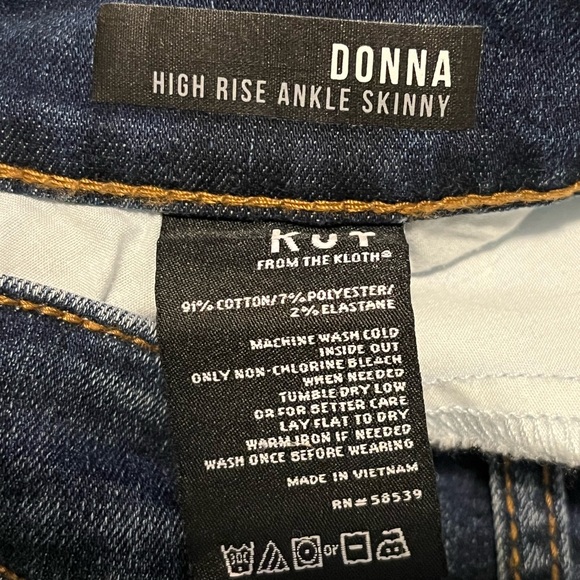 DONNA
HIGH RISE ANKLE SKINNY
KUT
FROM THE KLOTH®
91% COTTON/7% POLYESTER/
2% ELASTANE
MACHINE WASH COLD
INSIDE OUT
ONLY NON-CHLORINE BLEACH
WHEN NEEDED
TUMBLE DRY LOW
OR FOR BETTER CARE
LAY FLAT TO DRY
WARM IRON IF NEEDED
WASH ONCE BEFORE WEARING
MADE IN VIETNAM
RN# 58539
30C or